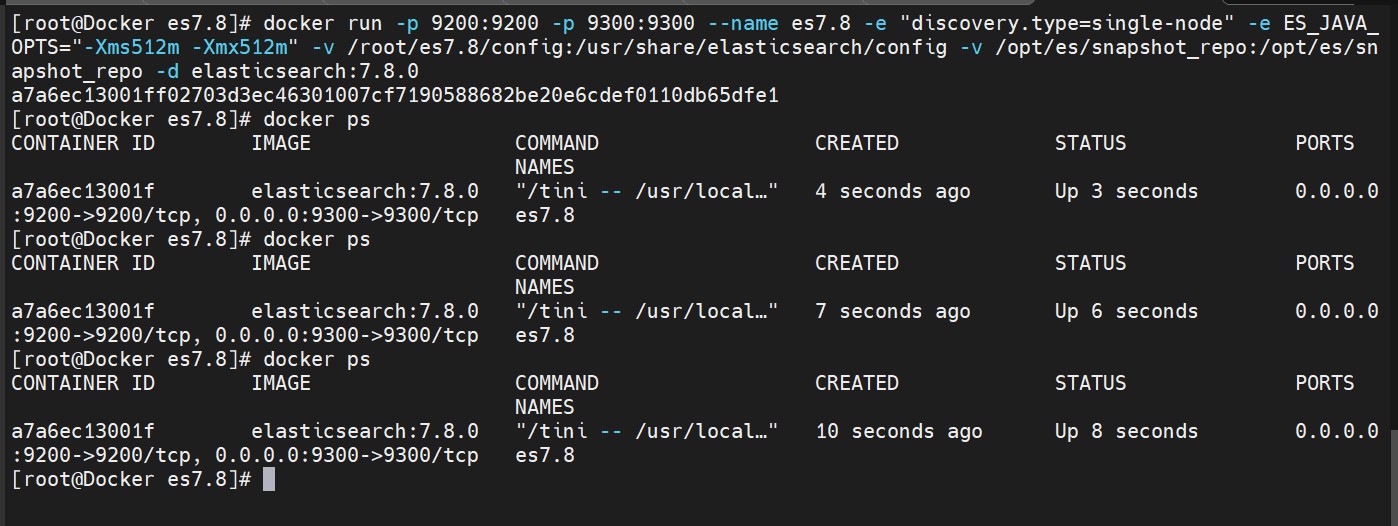 [root@Docker es7.8]# docker run -p 9200:9200 -p 9300:9300 --name es7.8 -e "discovery.type=single-node" -e ES_JAVA_
OPTS="-Xms512m -Xmx512m" -v /root/es7.8/config:/usr/share/elasticsearch/config -v /opt/es/snapshot_repo:/opt/es/sn
apshot_repo -d elasticsearch:7.8.0
a7a6ec13001ff02703d3ec46301007cf7190588682be20e6cdef0110db65dfe1
[root@Docker es7.8]# docker ps
CONTAINER ID        IMAGE                 COMMAND                  CREATED             STATUS              PORTS
                                          NAMES
a7a6ec13001f        elasticsearch:7.8.0   "/tini -- /usr/local…"   4 seconds ago       Up 3 seconds        0.0.0.0
:9200->9200/tcp, 0.0.0.0:9300->9300/tcp   es7.8
[root@Docker es7.8]# docker ps
CONTAINER ID        IMAGE                 COMMAND                  CREATED             STATUS              PORTS
                                          NAMES
a7a6ec13001f        elasticsearch:7.8.0   "/tini -- /usr/local…"   7 seconds ago       Up 6 seconds        0.0.0.0
:9200->9200/tcp, 0.0.0.0:9300->9300/tcp   es7.8
[root@Docker es7.8]# docker ps
CONTAINER ID        IMAGE                 COMMAND                  CREATED             STATUS              PORTS
                                          NAMES
a7a6ec13001f        elasticsearch:7.8.0   "/tini -- /usr/local…"   10 seconds ago      Up 8 seconds        0.0.0.0
:9200->9200/tcp, 0.0.0.0:9300->9300/tcp   es7.8
[root@Docker es7.8]#